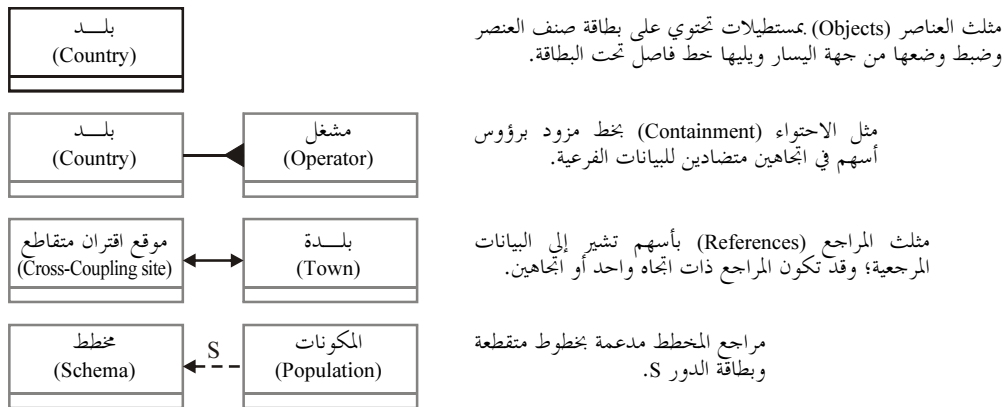 مثلث العناصر (Objects) بمستطيلات تحتوي على بطاقة صنف العنصر
وضبط وضعها من جهة اليسار ويليها خط فاصل تحت البطاقة.
بلـــد
(Country)
مثل الاحتواء (Containment) بخط مزود برؤوس
أسهم في اتجاهين متضادين للبيانات الفرعية.
مشغل
(Operator)
بلـــد
(Country)
مثلث المراجع (References) بأسهم تشير إلى البيانات
المرجعية؛ وقد تكون المراجع ذات اتجاه واحد أو اتجاهين.
بلـــدة
(Town)
موقع اقتران متقاطع
(Cross-Coupling site)
مراجع المخطط مدعمة بخطوط متقطعة
وبطاقة الدور S.
المكونات
(Population)
S
مخطط
(Schema)